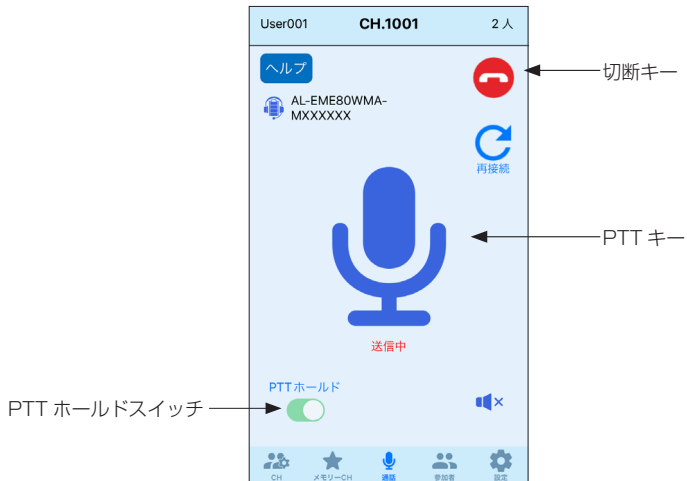 User001 CH.1001 2人
ヘルプ
切断キー
AL-EME80WMA-
MXXXXXX
再接続
PTT キー
送信中
PTTホールド
PTT ホールドスイッチ
CH メモリーCH 通話 参加者 設定